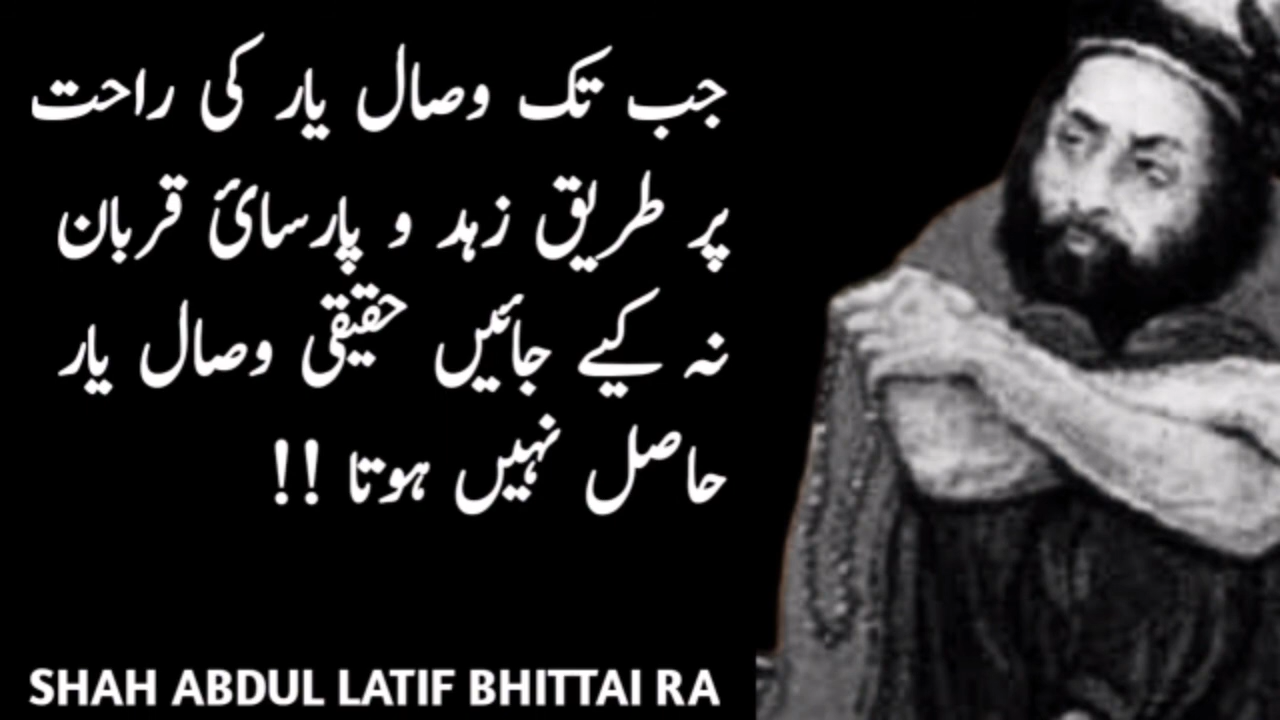 جب تک وصال یار کی راحت
پر طریق زہد و پارسائ قربان
نہ کیے جائیں حقیقی وصال یار
حاصل نہیں ہوتا !!
SHAH ABDUL LATIF BHITTAI RA